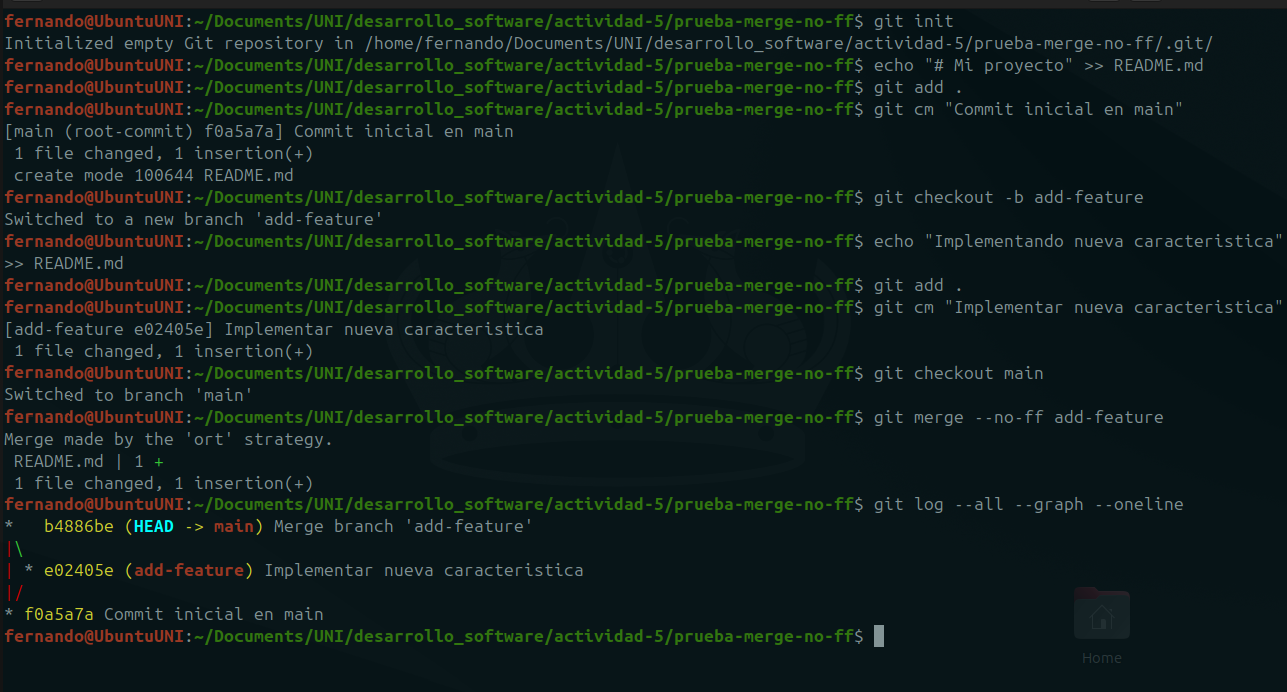 fernando@UbuntuUNI:~/Documents/UNI/desarrollo_software/actividad-5/prueba-merge-no-ff$ git init
Initialized empty Git repository in /home/fernando/Documents/UNI/desarrollo_software/actividad-5/prueba-merge-no-ff/.git/
fernando@UbuntuUNI:~/Documents/UNI/desarrollo_software/actividad-5/prueba-merge-no-ff$ echo "# Mi proyecto" >> README.md
fernando@UbuntuUNI:~/Documents/UNI/desarrollo_software/actividad-5/prueba-merge-no-ff$ git add .
fernando@UbuntuUNI:~/Documents/UNI/desarrollo_software/actividad-5/prueba-merge-no-ff$ git cm "Commit inicial en main"
[main (root-commit) f0a5a7a] Commit inicial en main
 1 file changed, 1 insertion(+)
 create mode 100644 README.md
fernando@UbuntuUNI:~/Documents/UNI/desarrollo_software/actividad-5/prueba-merge-no-ff$ git checkout -b add-feature
Switched to a new branch 'add-feature'
fernando@UbuntuUNI:~/Documents/UNI/desarrollo_software/actividad-5/prueba-merge-no-ff$ echo "Implementando nueva caracteristica"
>> README.md
fernando@UbuntuUNI:~/Documents/UNI/desarrollo_software/actividad-5/prueba-merge-no-ff$ git add .
fernando@UbuntuUNI:~/Documents/UNI/desarrollo_software/actividad-5/prueba-merge-no-ff$ git cm "Implementar nueva caracteristica"
[add-feature e02405e] Implementar nueva caracteristica
 1 file changed, 1 insertion(+)
fernando@UbuntuUNI:~/Documents/UNI/desarrollo_software/actividad-5/prueba-merge-no-ff$ git checkout main
Switched to branch 'main'
fernando@UbuntuUNI:~/Documents/UNI/desarrollo_software/actividad-5/prueba-merge-no-ff$ git merge --no-ff add-feature
Merge made by the 'ort' strategy.
 README.md | 1 +
 1 file changed, 1 insertion(+)
fernando@UbuntuUNI:~/Documents/UNI/desarrollo_software/actividad-5/prueba-merge-no-ff$ git log --all --graph --oneline
*   b4886be (HEAD -> main) Merge branch 'add-feature'
|\
| * e02405e (add-feature) Implementar nueva caracteristica
|/
* f0a5a7a Commit inicial en main
fernando@UbuntuUNI:~/Documents/UNI/desarrollo_software/actividad-5/prueba-merge-no-ff$
Home